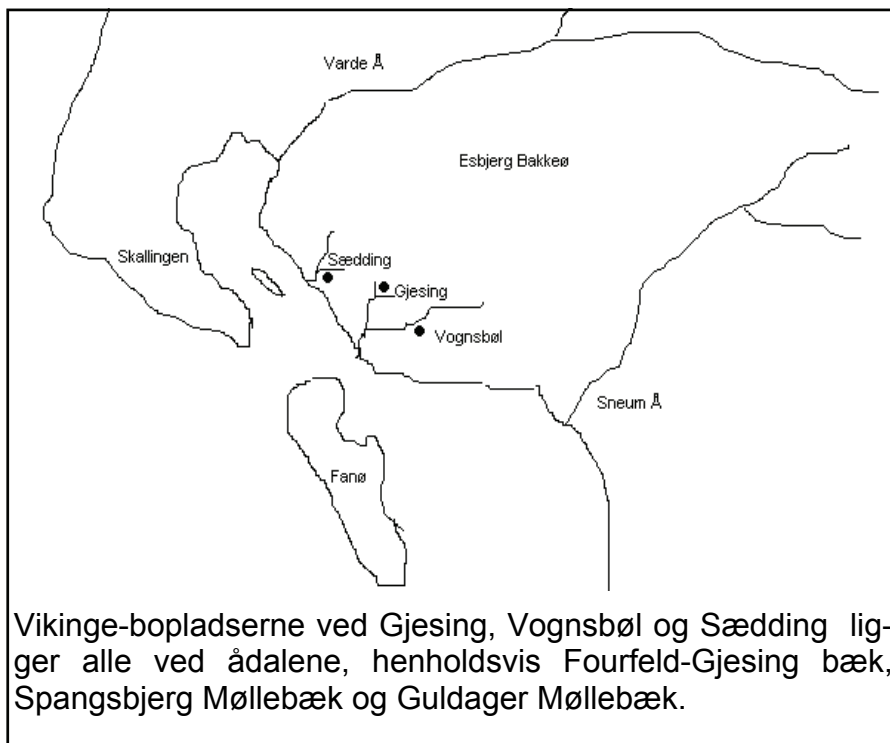 Varde Å
Esbjerg Bakkeø
Skallingen
Sædding
Gjesing
Vognsbøl
Sneum Å
Fanø
Vikinge-bopladserne ved Gjesing, Vognsbøl og Sædding lig-
ger alle ved ådalene, henholdsvis Fourfeld-Gjesing bæk,
Spangsbjerg Møllebæk og Guldager Møllebæk.